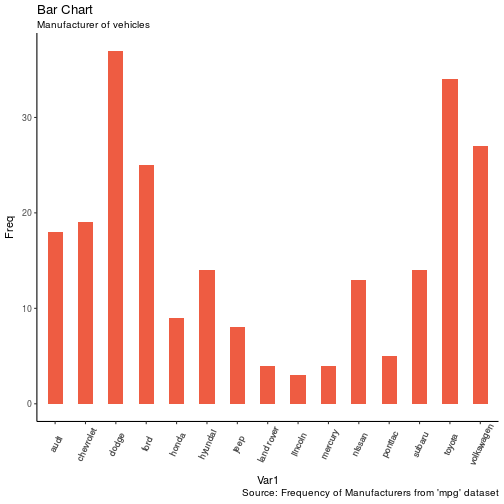 Bar Chart
Manufacturer of vehicles
Freq
30
20
10
0
audi
chevrolet
dodge
ford
honda
hyundai
jeep
land rover
lincoln
mercury
nissan
pontiac
subaru
toyota
volkswagen
Var1
Source: Frequency of Manufacturers from 'mpg' dataset